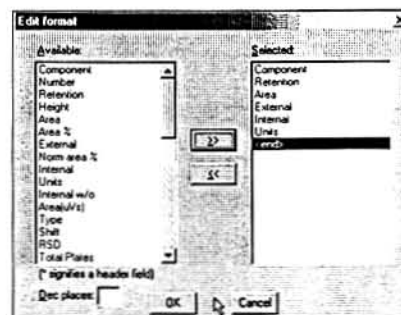 Edit format
Available:
Component
Number
Retention
Height
Area
Area %
External
Norm area %
Internal
Units
Internal w/o
Area(uVs)
Type
Shift
RSD
Total Plates
(* signifies a header field)
Dec places:
>>
<<
Selected:
Component
Retention
Area
External
Internal
Units
<end>
OK
Cancel